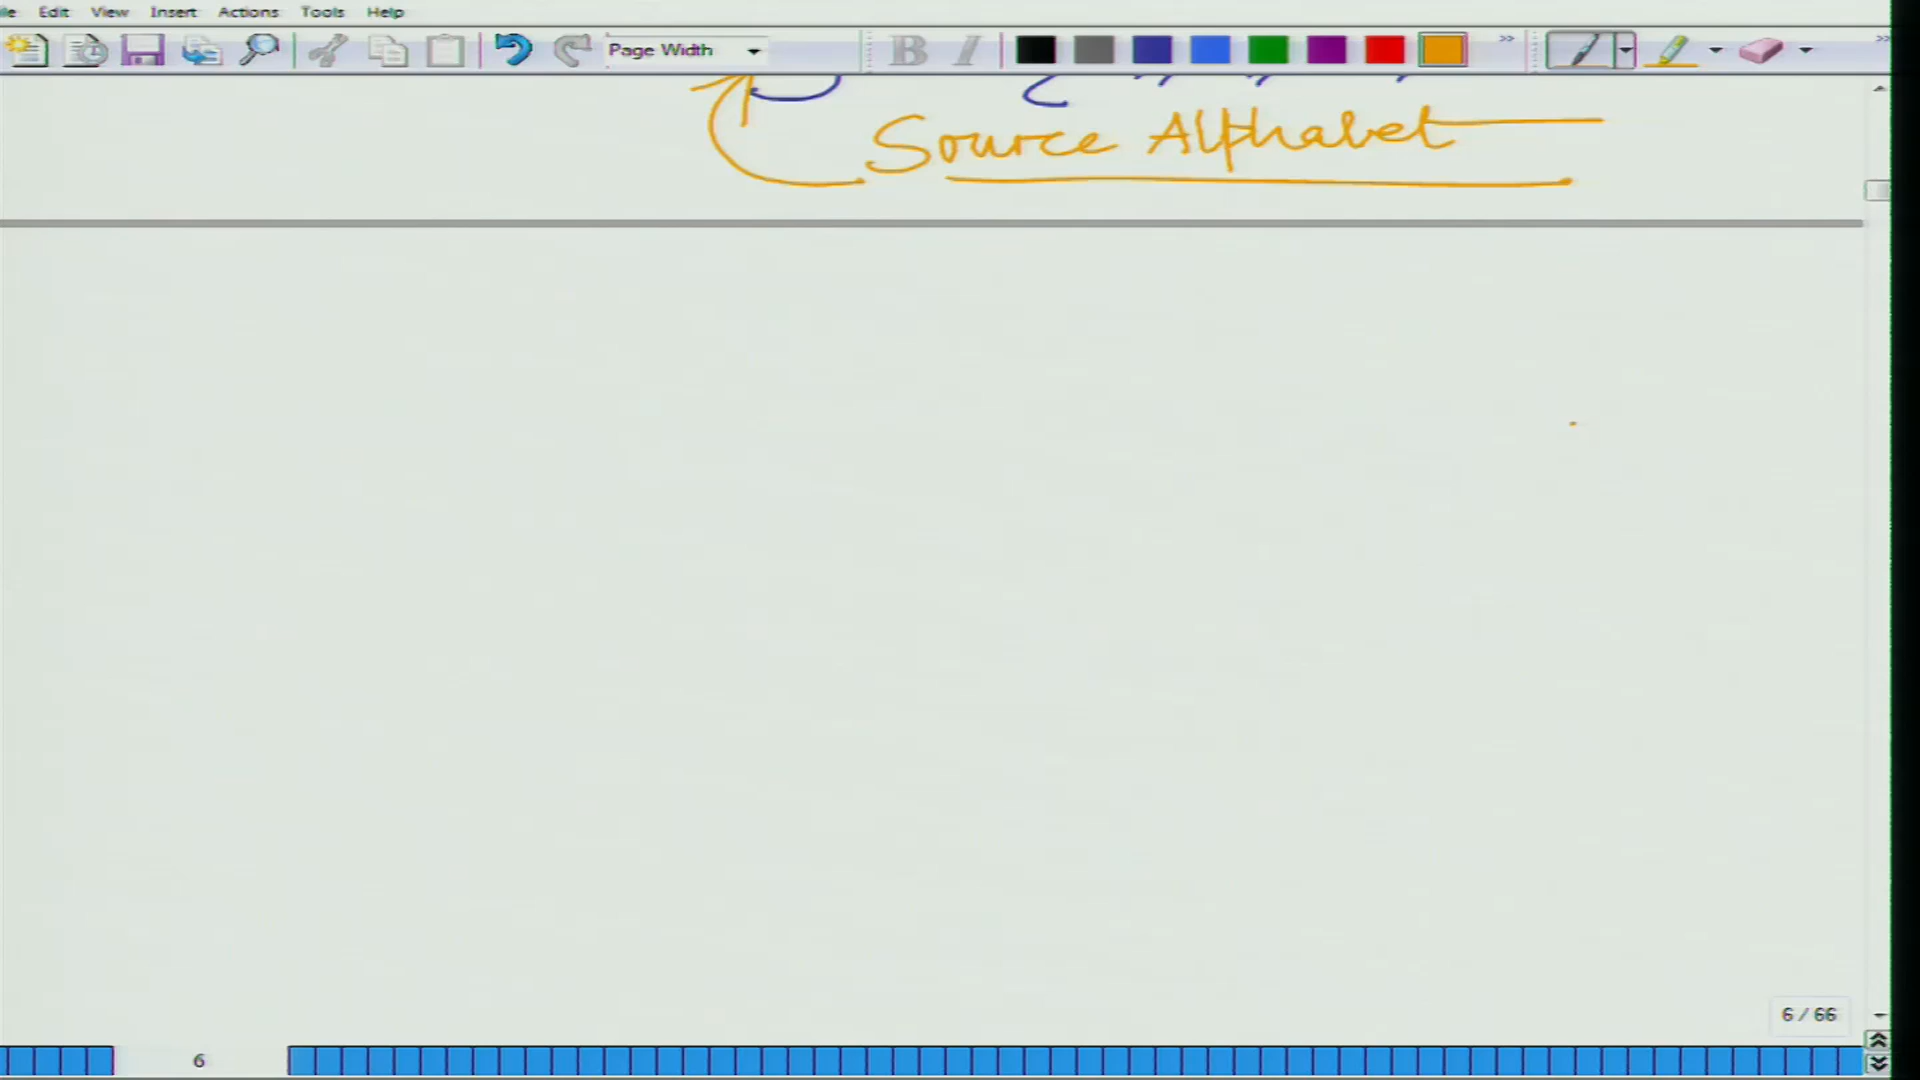 Edit View Insert Actions Tools Help
Page Width
B I
Source Alphabet
6 / 66
6